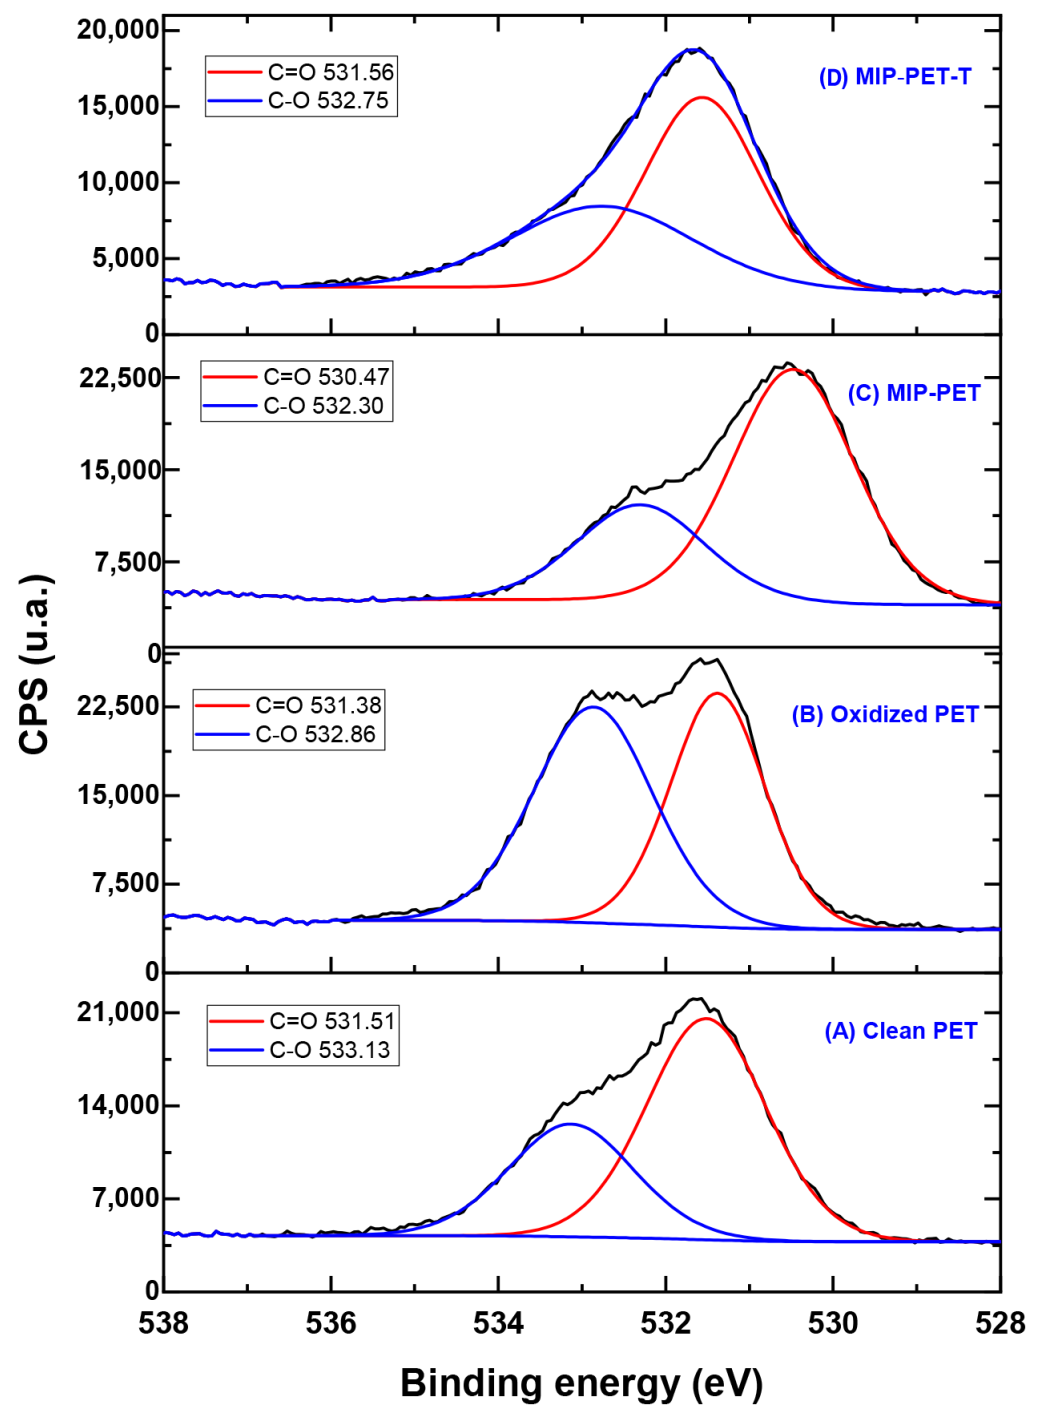 20,000
C=O 531.56
C-O 532.75
(D) MIP-PET-T
15,000
10,000
5,000
0
C=O 530.47
C-O 532.30
(C) MIP-PET
22,500
15,000
7,500
0
C=O 531.38
C-O 532.86
(B) Oxidized PET
22,500
15,000
7,500
0
C=O 531.51
C-O 533.13
(A) Clean PET
21,000
14,000
7,000
0
CPS (u.a.)
538 536 534 532 530 528
Binding energy (eV)